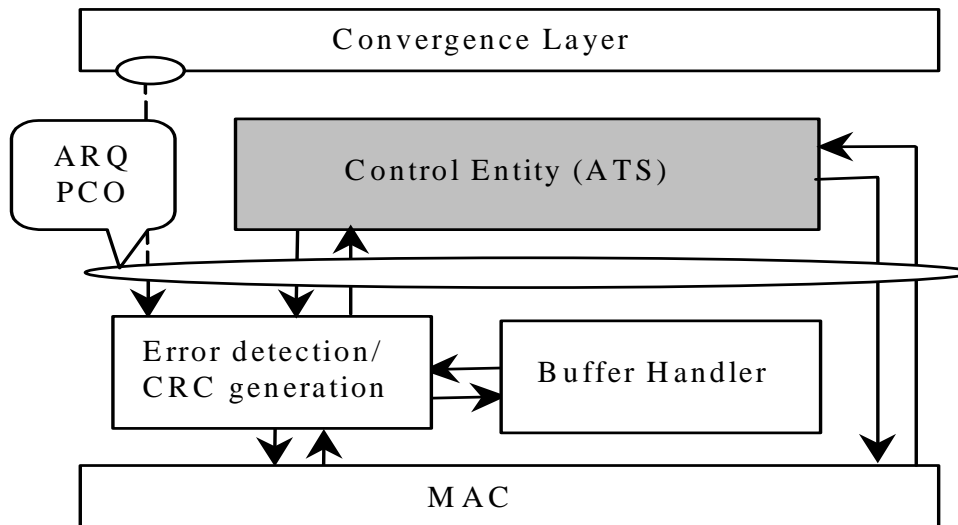 Convergence Layer
ARQ
PCO
Control Entity (ATS)
Error detection/
CRC generation
Buffer Handler
MAC